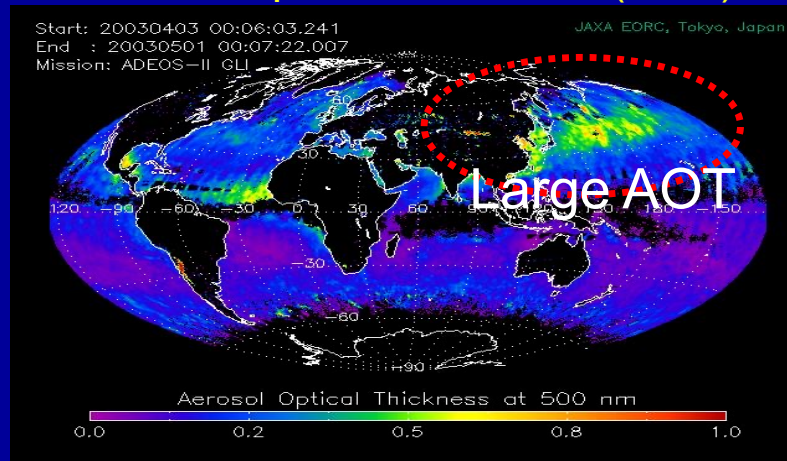 Start: 20030403 00:06:03.241
JAXA EORC, Tokyo, Japan
End : 20030501 00:07:22.007
Mission: ADEOS-II GLI
60
30
Large AOT
120 -90 -60 -30 0 30 60 180 -150
-30
-60
-90
Aerosol Optical Thickness at 500 nm
0.0 0.2 0.5 0.8 1.0